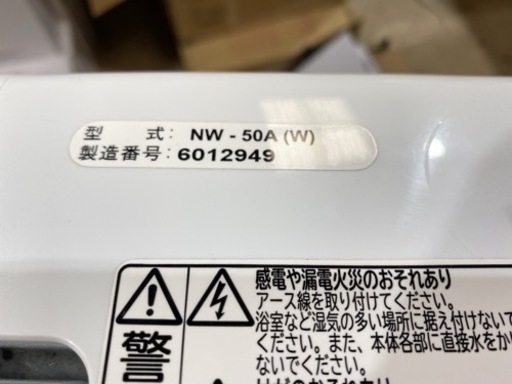 型 式: NW - 50A (W)
製造番号: 6012949
警
感電や漏電火災のおそれあり
アース線を取り付けてください。
浴室など湿気の多い場所に据え付けない
ください。また、本体各部に直接水をか
ないでください。